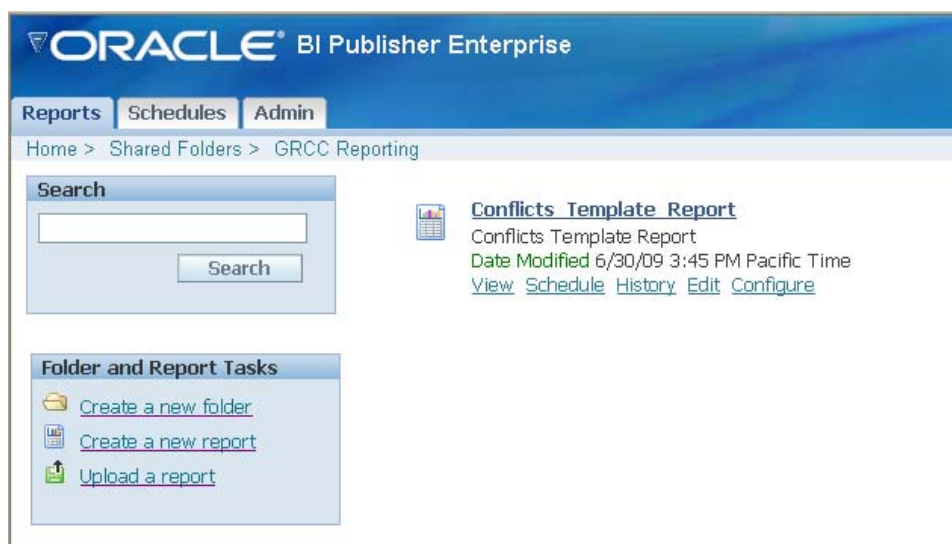 ORACLE® BI Publisher Enterprise
Reports Schedules Admin
Home > Shared Folders > GRCC Reporting
Search
Search
Conflicts Template Report
Conflicts Template Report
Date Modified 6/30/09 3:45 PM Pacific Time
View Schedule History Edit Configure
Folder and Report Tasks
Create a new folder
Create a new report
Upload a report